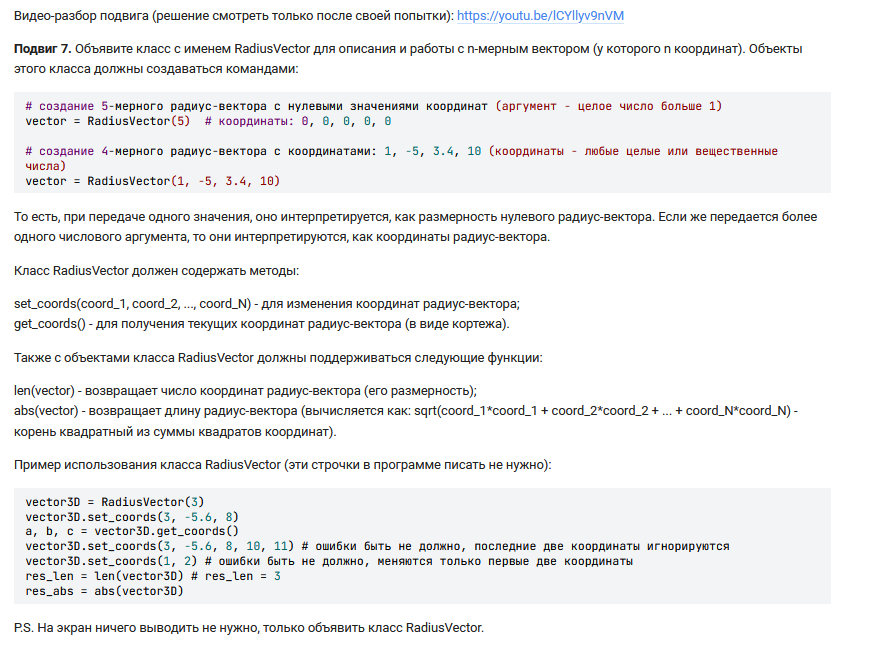 Видео-разбор подвига (решение смотреть только после своей попытки): https://youtu.be/lCYllyv9nVM
Подвиг 7. Объявите класс с именем RadiusVector для описания и работы с n-мерным вектором (у которого n координат). Объекты
этого класса должны создаваться командами:
# создание 5-мерного радиус-вектора с нулевыми значениями координат (аргумент - целое число больше 1)
vector = RadiusVector(5)  # координаты: 0, 0, 0, 0, 0
# создание 4-мерного радиус-вектора с координатами: 1, -5, 3.4, 10 (координаты - любые целые или вещественные
числа)
vector = RadiusVector(1, -5, 3.4, 10)
То есть, при передаче одного значения, оно интерпретируется, как размерность нулевого радиус-вектора. Если же передается более
одного числового аргумента, то они интерпретируются, как координаты радиус-вектора.
Класс RadiusVector должен содержать методы:
set_coords(coord_1, coord_2, ..., coord_N) - для изменения координат радиус-вектора;
get_coords() - для получения текущих координат радиус-вектора (в виде кортежа).
Также с объектами класса RadiusVector должны поддерживаться следующие функции:
len(vector) - возвращает число координат радиус-вектора (его размерность);
abs(vector) - возвращает длину радиус-вектора (вычисляется как: sqrt(coord_1*coord_1 + coord_2*coord_2 + ... + coord_N*coord_N) -
корень квадратный из суммы квадратов координат).
Пример использования класса RadiusVector (эти строчки в программе писать не нужно):
vector3D = RadiusVector(3)
vector3D.set_coords(3, -5.6, 8)
a, b, c = vector3D.get_coords()
vector3D.set_coords(3, -5.6, 8, 10, 11) # ошибки быть не должно, последние две координаты игнорируются
vector3D.set_coords(1, 2) # ошибки быть не должно, меняются только первые две координаты
res_len = len(vector3D) # res_len = 3
res_abs = abs(vector3D)
P.S. На экран ничего выводить не нужно, только объявить класс RadiusVector.